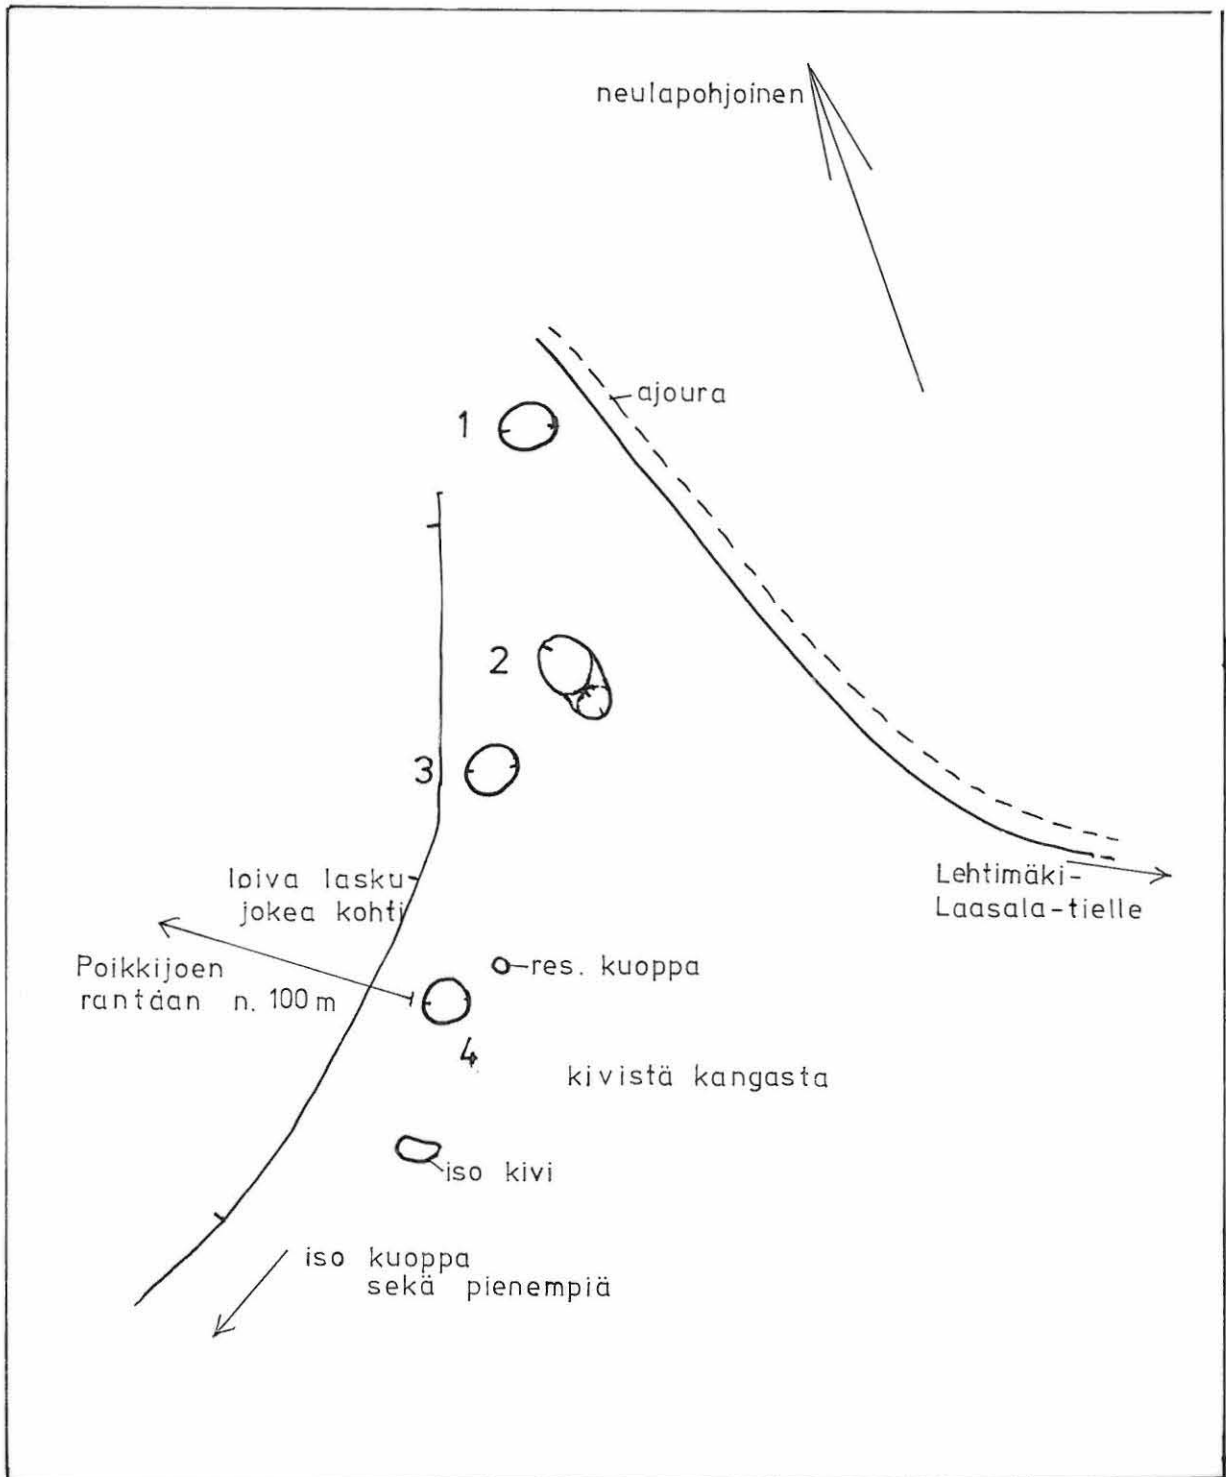 neulapohjoinen
ajoura
1
2
3
loiva lasku
jokea kohti
Lehtimäki-
Laasala-tielle
Poikkijoen
rantaan n. 100 m
res. kuoppa
4
kivistä kangasta
iso kivi
iso kuoppa
sekä pienempiä